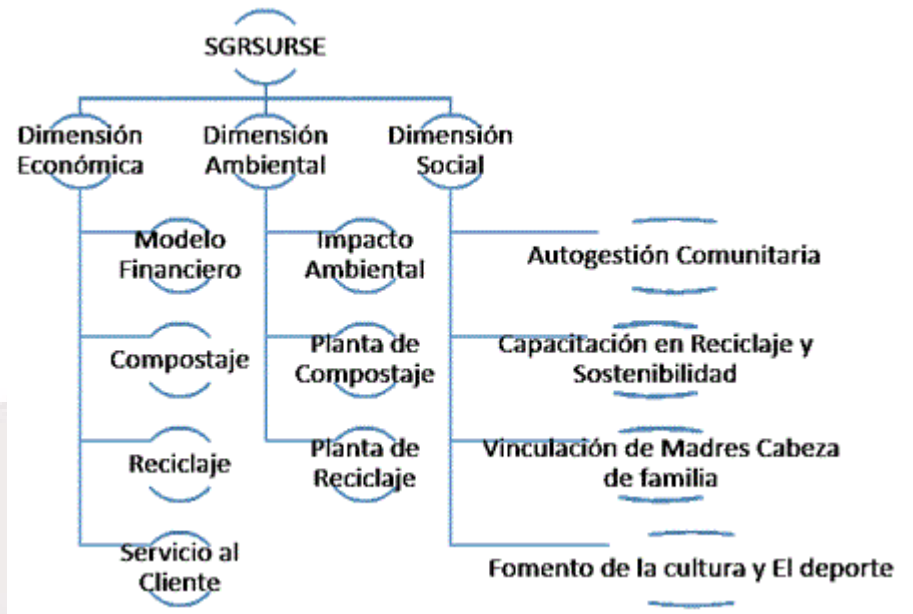 SGRSURSE
Dimensión
Económica
Dimensión
Ambiental
Dimensión
Social
Modelo
Financiero
Compostaje
Reciclaje
Servicio al
Cliente
Impacto
Ambiental
Planta de
Compostaje
Planta de
Reciclaje
Autogestión Comunitaria
Capacitación en Reciclaje y
Sostenibilidad
Vinculación de Madres Cabeza
de familia
Fomento de la cultura y El deporte